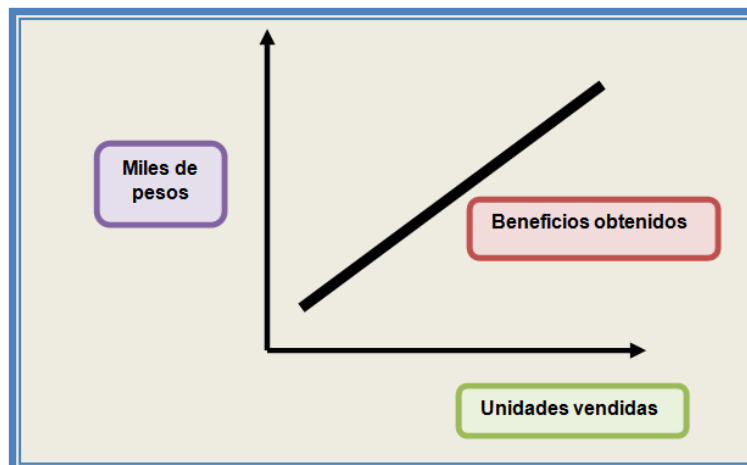 Miles de
pesos
Beneficios obtenidos
Unidades vendidas